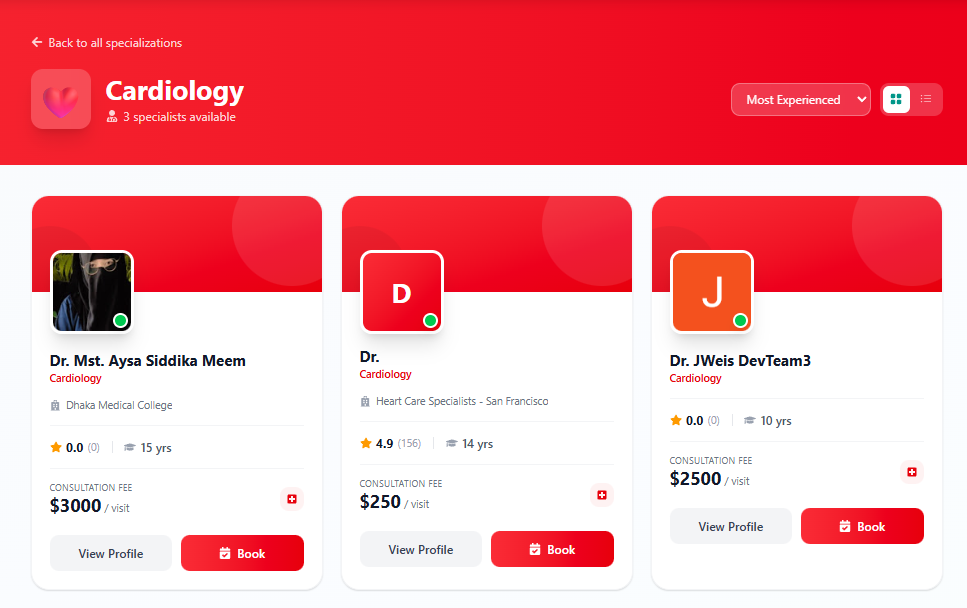 Back to all specializations
Cardiology
3 specialists available
Most Experienced
Dr. Mst. Aysa Siddika Meem
Cardiology
Dhaka Medical College
0.0 (0) 15 yrs
CONSULTATION FEE
$3000 / visit
View Profile Book
D
Dr.
Cardiology
Heart Care Specialists - San Francisco
4.9 (156) 14 yrs
CONSULTATION FEE
$250 / visit
View Profile Book
J
Dr. JWeis DevTeam3
Cardiology
0.0 (0) 10 yrs
CONSULTATION FEE
$2500 / visit
View Profile Book